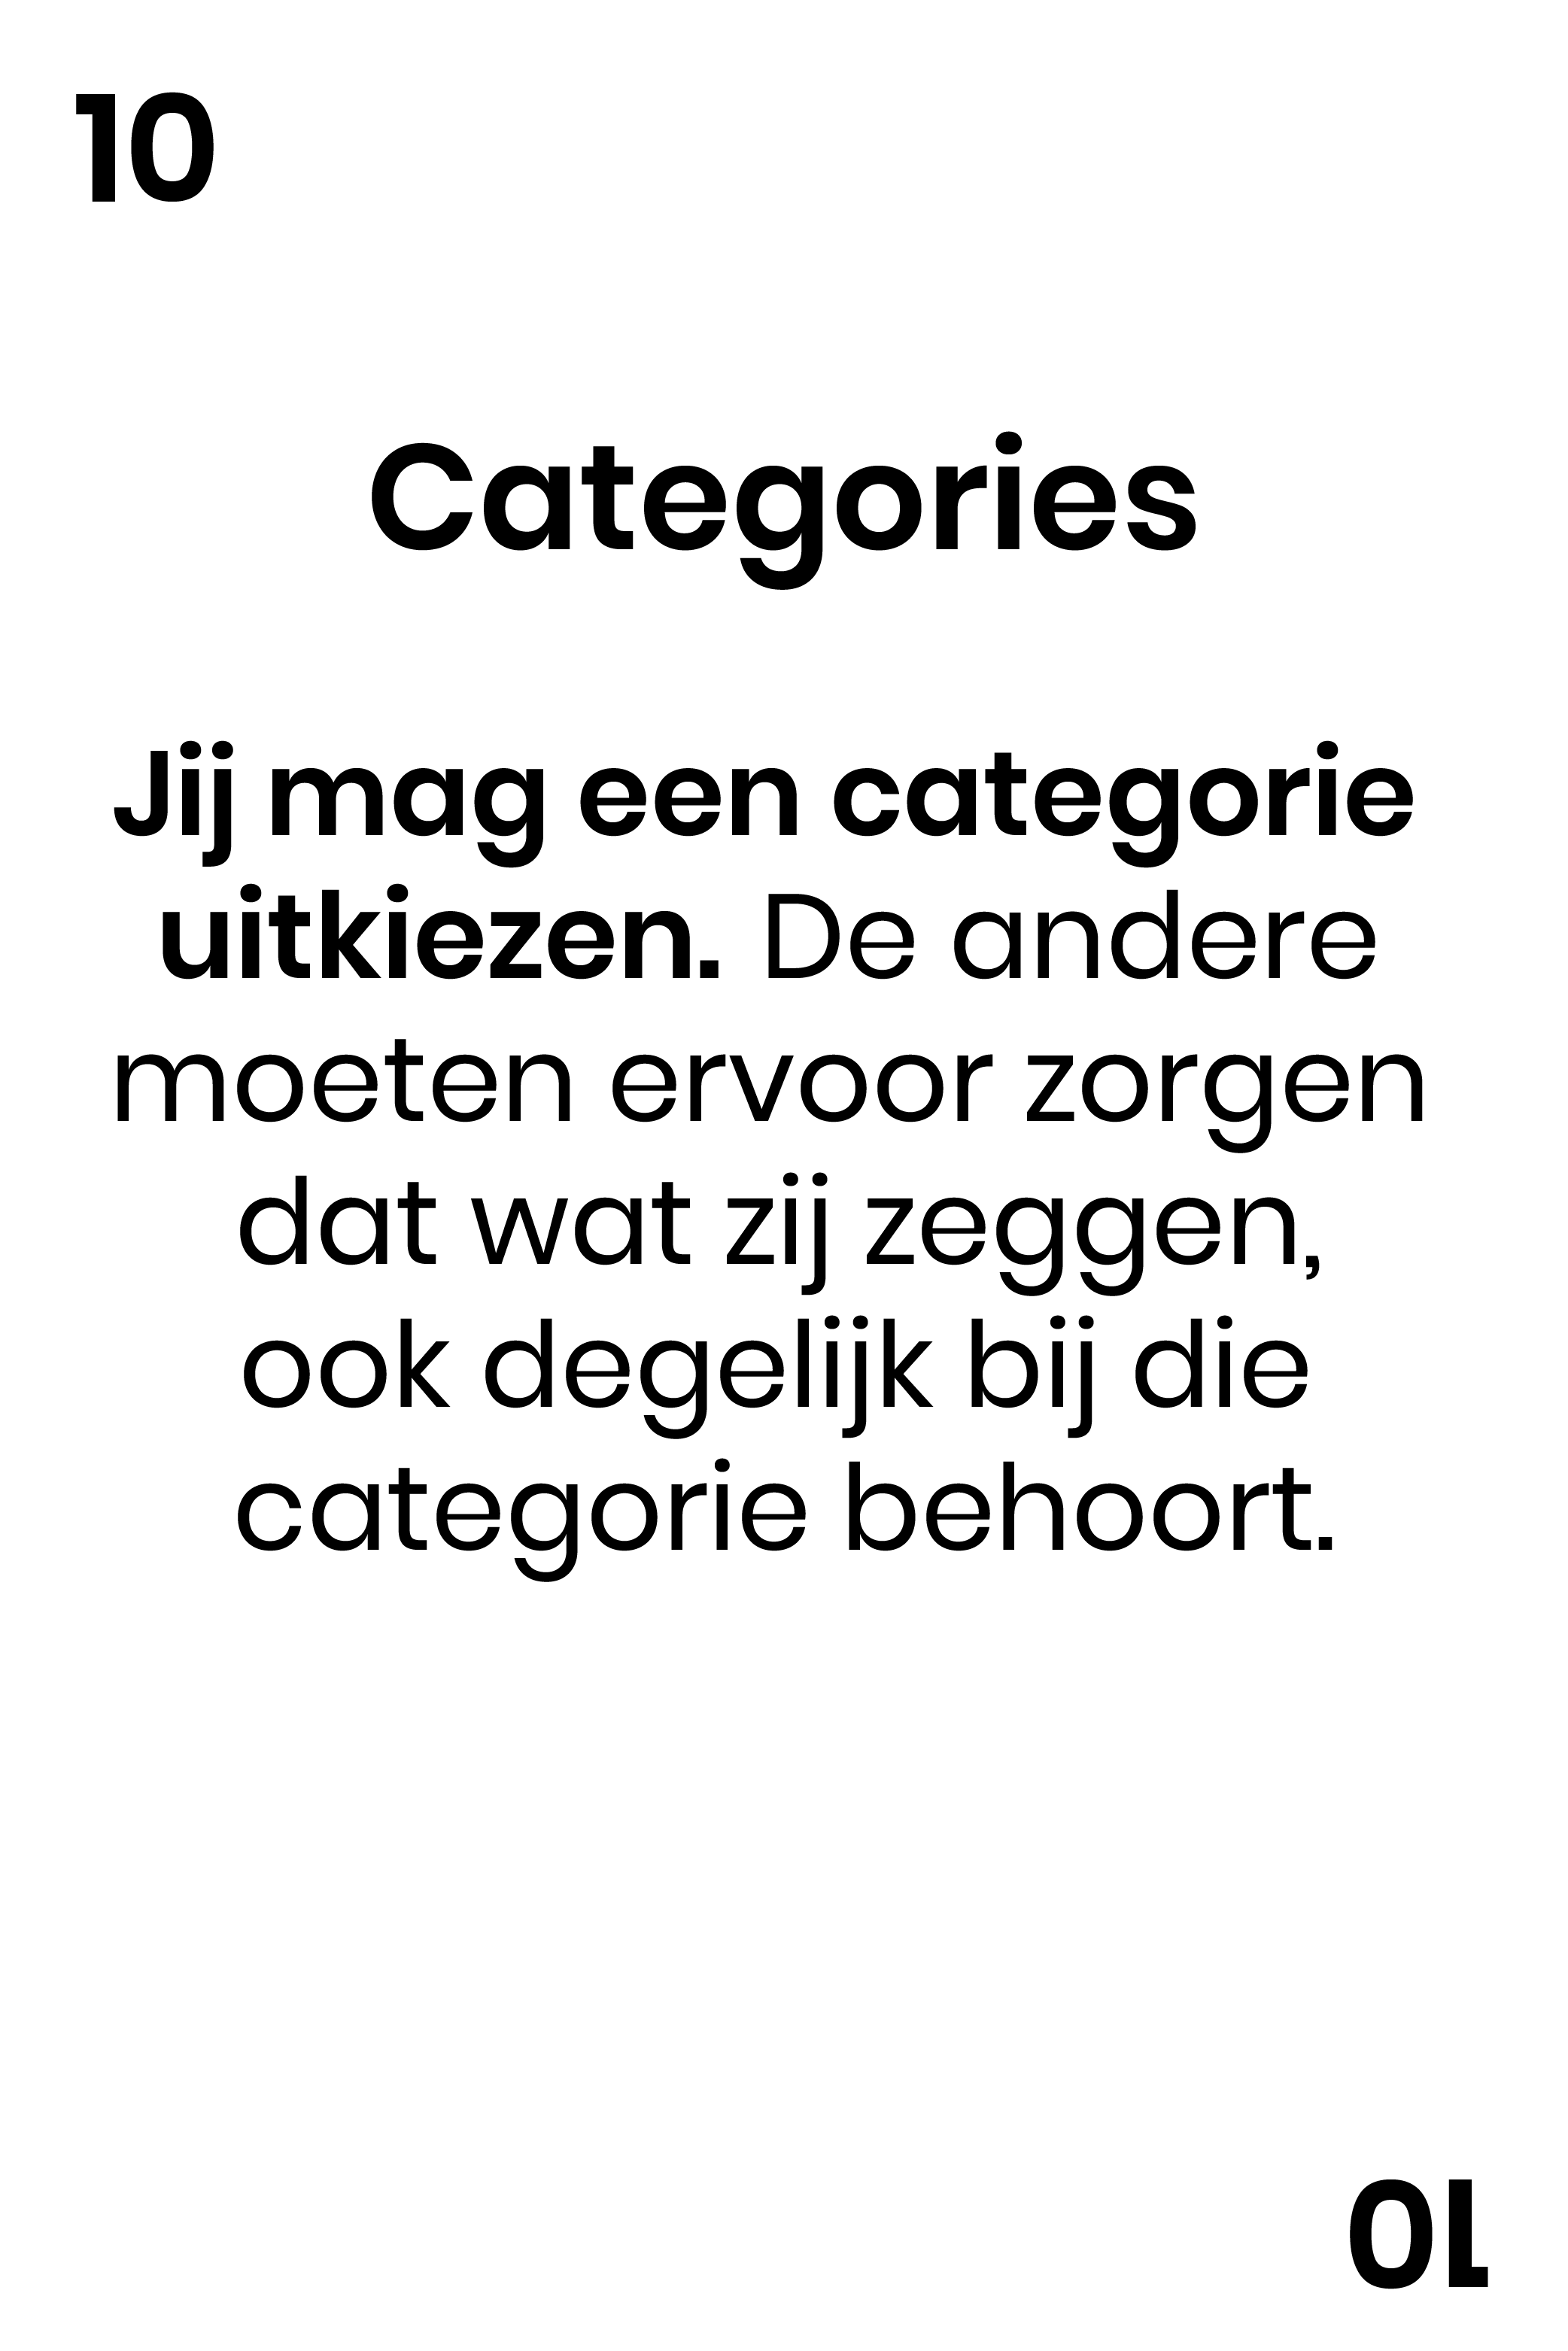 10
Categories
Jij mag een categorie
uitkiezen. De andere
moeten ervoor zorgen
dat wat zij zeggen,
ook degelijk bij die
categorie behoort.
10